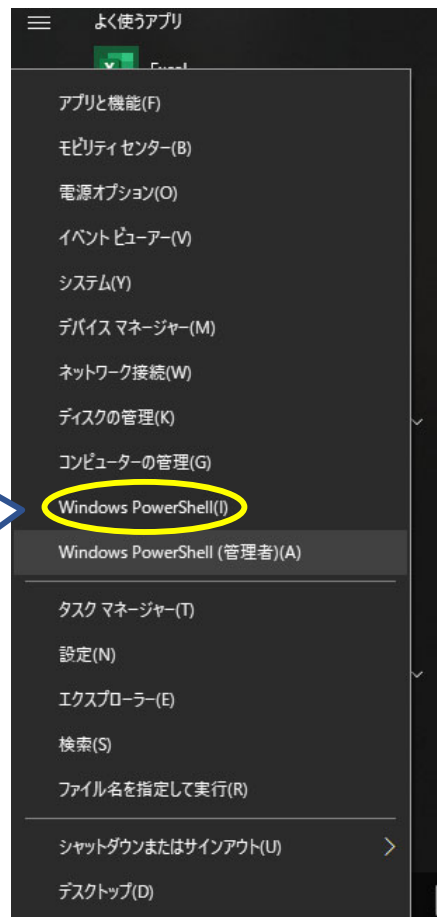 よく使うアプリ
Excel
アプリと機能(F)
モビリティ センター(B)
電源オプション(O)
イベント ビューアー(V)
システム(Y)
デバイス マネージャー(M)
ネットワーク接続(W)
ディスクの管理(K)
コンピューターの管理(G)
Windows PowerShell(I)
Windows PowerShell (管理者)(A)
タスク マネージャー(T)
設定(N)
エクスプローラー(E)
検索(S)
ファイル名を指定して実行(R)
シャットダウンまたはサインアウト(U)
デスクトップ(D)